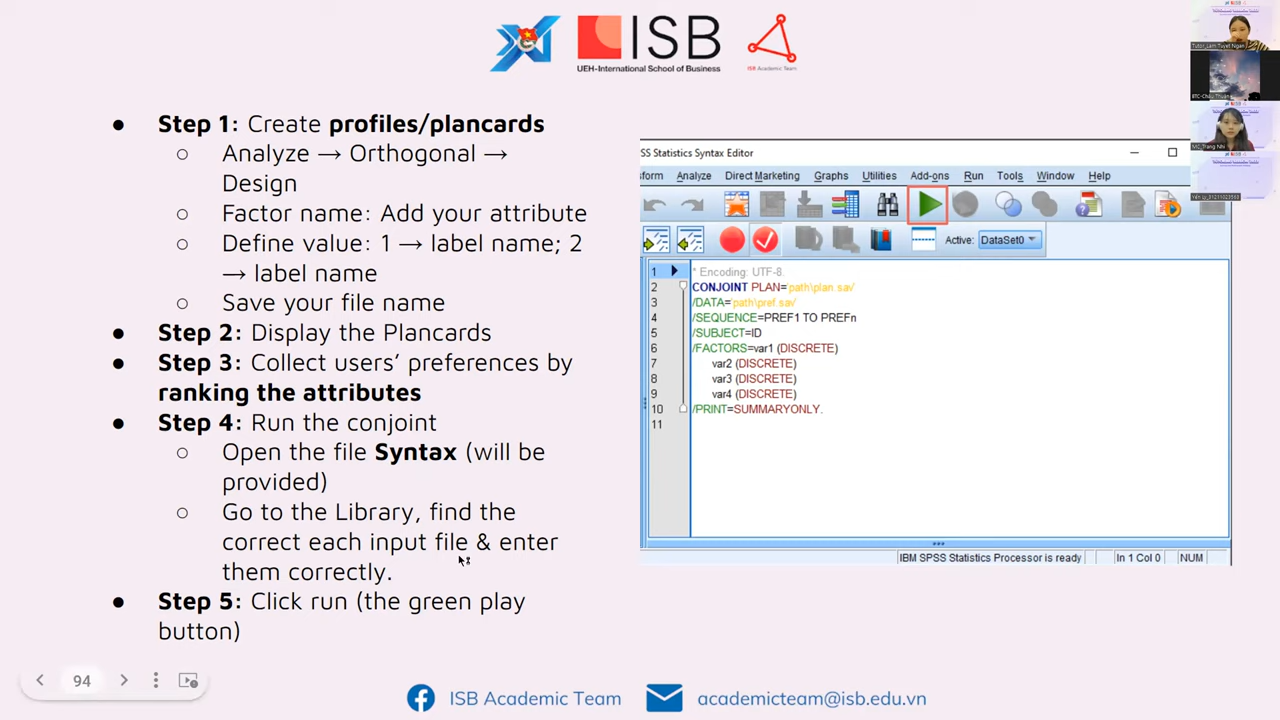 ISB
UEH-International School of Business
ISB Academic Team
Tutor_Lam Tuyet Ngan
MC_Trang Nhi
● Step 1: Create profiles/plancards
○ Analyze → Orthogonal →
Design
○ Factor name: Add your attribute
○ Define value: 1 → label name; 2
→ label name
○ Save your file name
● Step 2: Display the Plancards
● Step 3: Collect users’ preferences by
ranking the attributes
● Step 4: Run the conjoint
○ Open the file Syntax (will be
provided)
○ Go to the Library, find the
correct each input file & enter
them correctly.
● Step 5: Click run (the green play
button)
SS Statistics Syntax Editor
sform Analyze Direct Marketing Graphs Utilities Add-ons Run Tools Window Help
Active: DataSet0
1 * Encoding: UTF-8.
2 CONJOINT PLAN='path\plan.sav'
3 /DATA='path\pref.sav'
4 /SEQUENCE=PREF1 TO PREFn
5 /SUBJECT=ID
6 /FACTORS=var1 (DISCRETE)
7 var2 (DISCRETE)
8 var3 (DISCRETE)
9 var4 (DISCRETE)
10 /PRINT=SUMMARYONLY.
11
IBM SPSS Statistics Processor is ready In 1 Col 0 NUM
94
ISB Academic Team
academicteam@isb.edu.vn